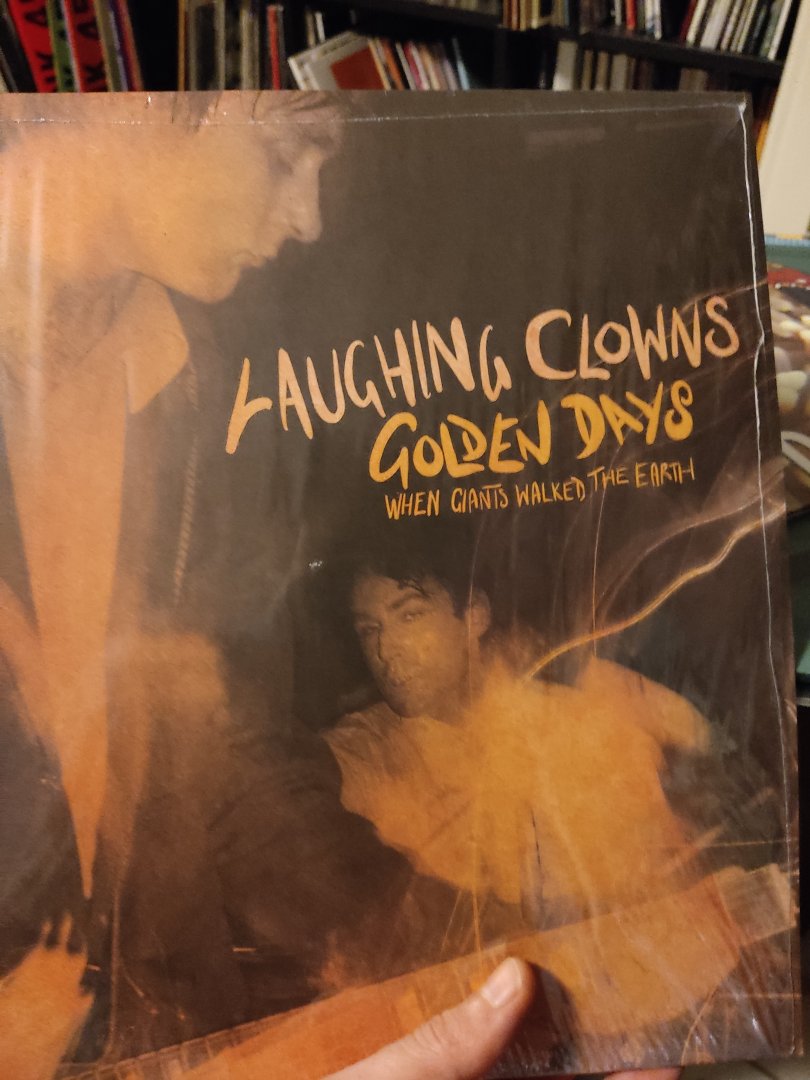 LAUGHING CLOWNS
GOLDEN DAYS
WHEN GIANTS WALKED THE EARTH